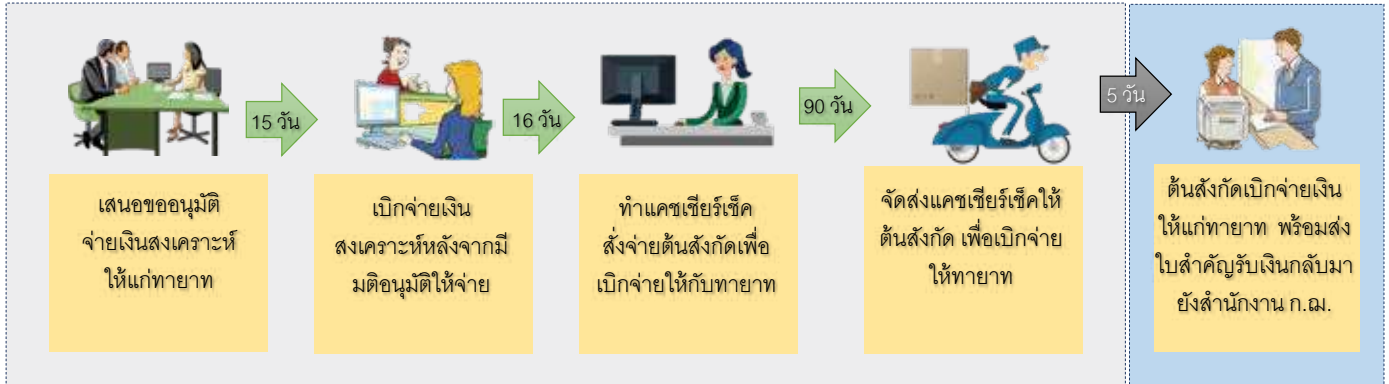 15 วัน
16 วัน
90 วัน
5 วัน
เสนอขออนุมัติ
จ่ายเงินสงเคราะห์
ให้แก่ทายาท
เบิกจ่ายเงิน
สงเคราะห์หลังจากมี
มติอนุมัติให้จ่าย
ทำแคชเชียร์เช็ค
สั่งจ่ายต้นสังกัดเพื่อ
เบิกจ่ายให้กับทายาท
จัดส่งแคชเชียร์เช็คให้
ต้นสังกัด เพื่อเบิกจ่าย
ให้ทายาท
ต้นสังกัดเบิกจ่ายเงิน
ให้แก่ทายาท พร้อมส่ง
ใบสำคัญรับเงินกลับมา
ยังสำนักงาน ก.ฌ.